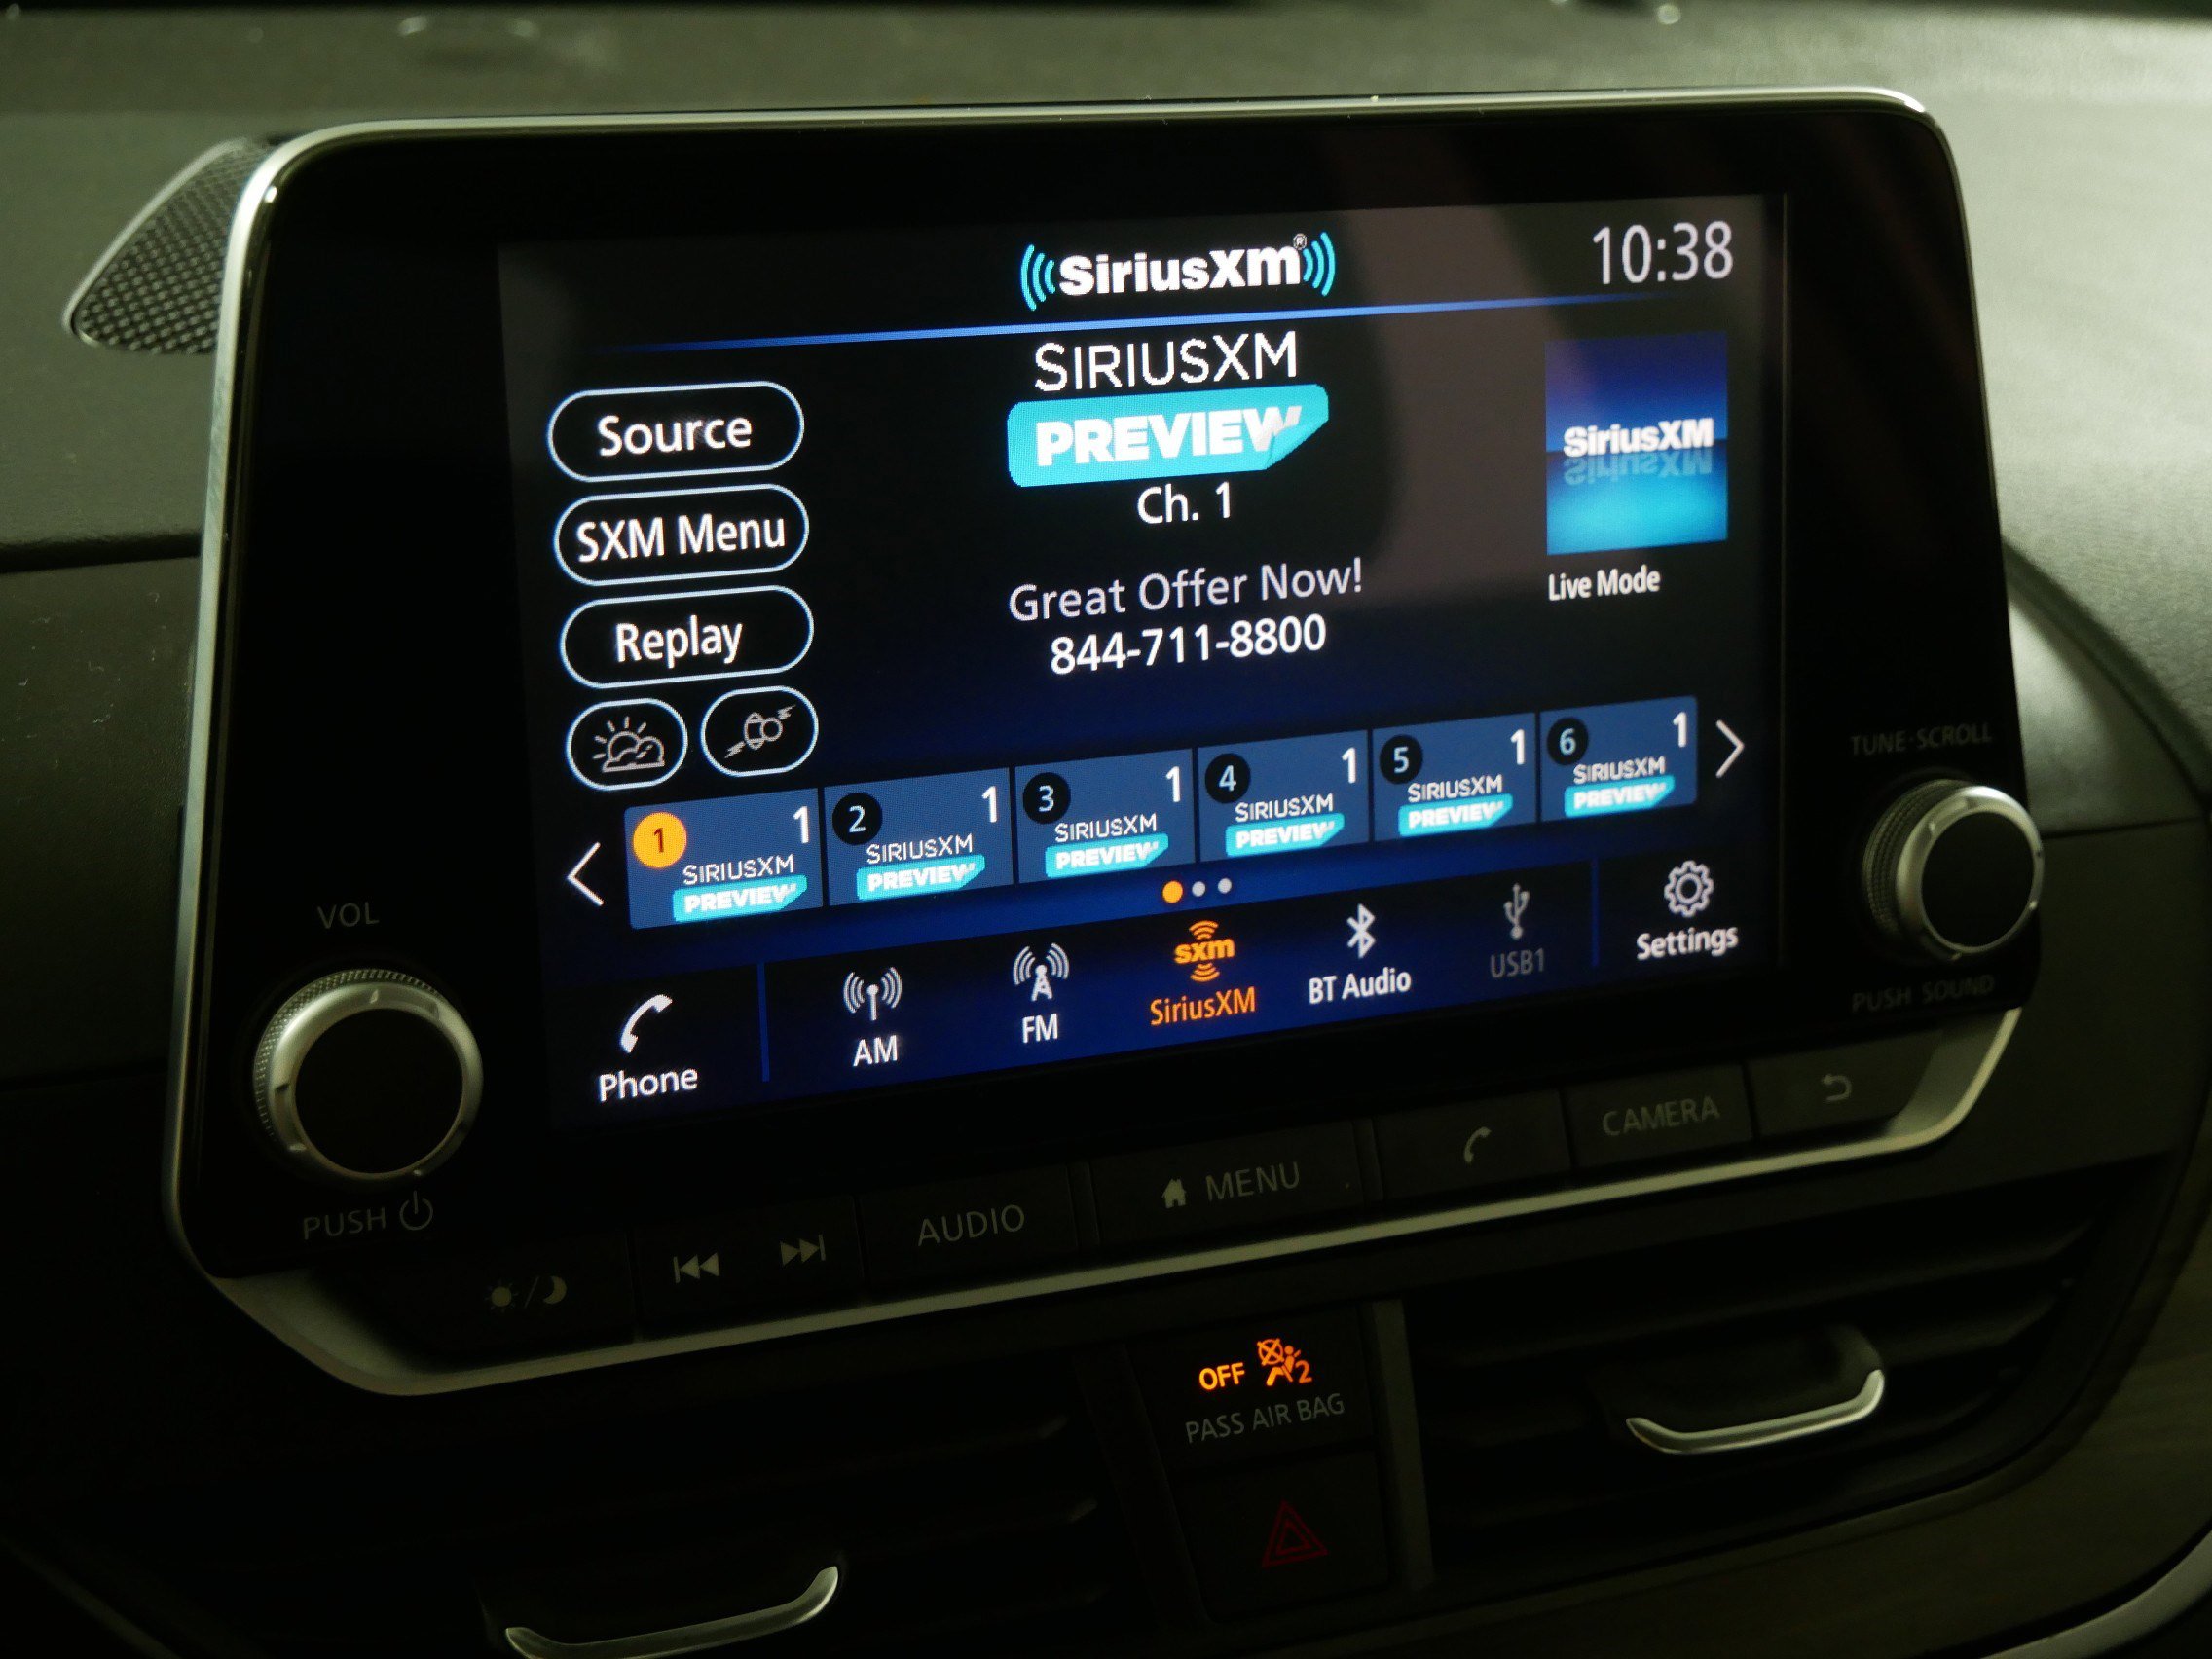 SiriusXM®
10:38
SIRIUSXM
PREVIEW
Ch. 1
Great Offer Now!
844-711-8800
Source
SXM Menu
Replay
SiriusXM
Live Mode
1 1 SIRIUSXM PREVIEW
2 1 SIRIUSXM PREVIEW
3 1 SIRIUSXM PREVIEW
4 1 SIRIUSXM PREVIEW
5 1 SIRIUSXM PREVIEW
6 1 SIRIUSXM PREVIEW
Phone
AM
FM
sxm
SiriusXM
BT Audio
USB1
Settings
VOL
PUSH
TUNE·SCROLL
PUSH SOUND
AUDIO
MENU
CAMERA
OFF 2
PASS AIR BAG